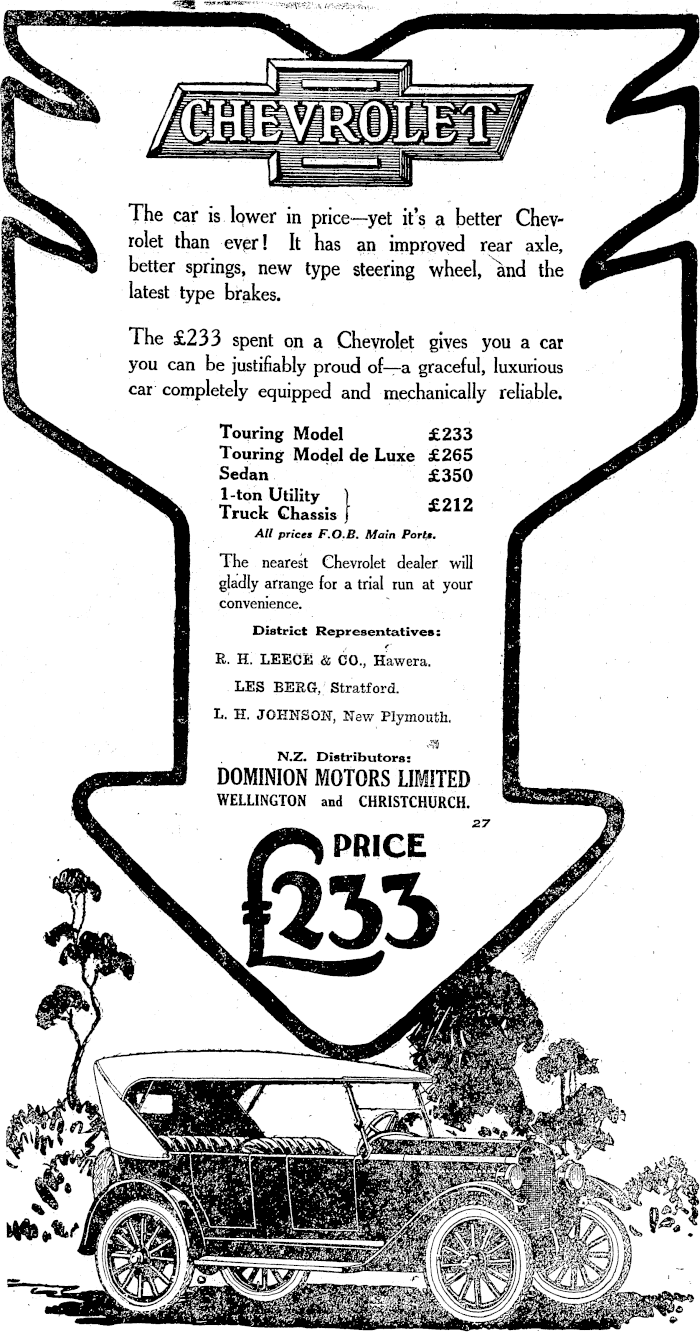 CHEVROLET
The car is lower in price—yet it's a better Chev-
rolet than ever! It has an improved rear axle,
better springs, new type steering wheel, and the
latest type brakes.
The £233 spent on a Chevrolet gives you a car
you can be justifiably proud of—a graceful, luxurious
car completely equipped and mechanically reliable.
Touring Model £233
Touring Model de Luxe £265
Sedan £350
1-ton Utility
Truck Chassis } £212
All prices F.O.B. Main Ports.
The nearest Chevrolet dealer will
gladly arrange for a trial run at your
convenience.
District Representatives:
R. H. LEECE & CO., Hawera.
LES BERG, Stratford.
L. H. JOHNSON, New Plymouth.
N.Z. Distributors:
DOMINION MOTORS LIMITED
WELLINGTON and CHRISTCHURCH.
27
PRICE
£233